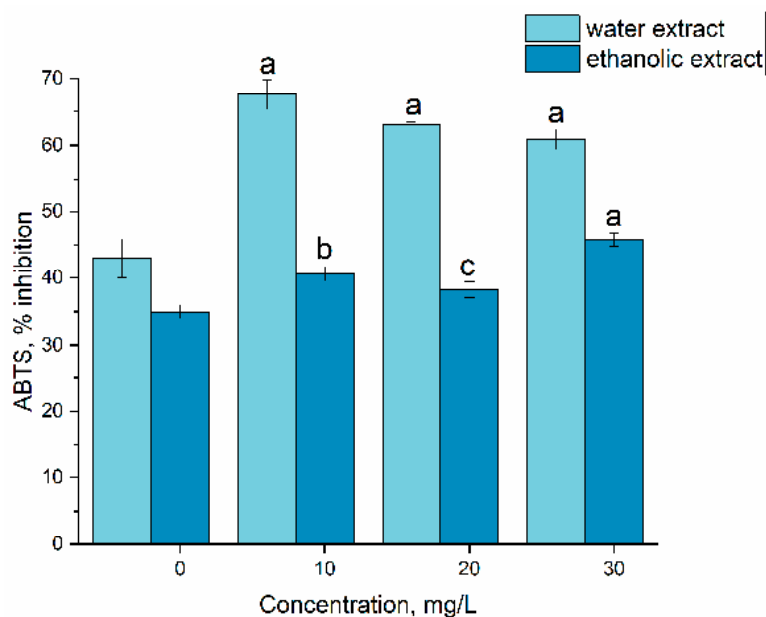 water extract
ethanolic extract
70
60
50
40
30
20
10
0
ABTS, % inhibition
a
a
a
b
c
a
0 10 20 30
Concentration, mg/L